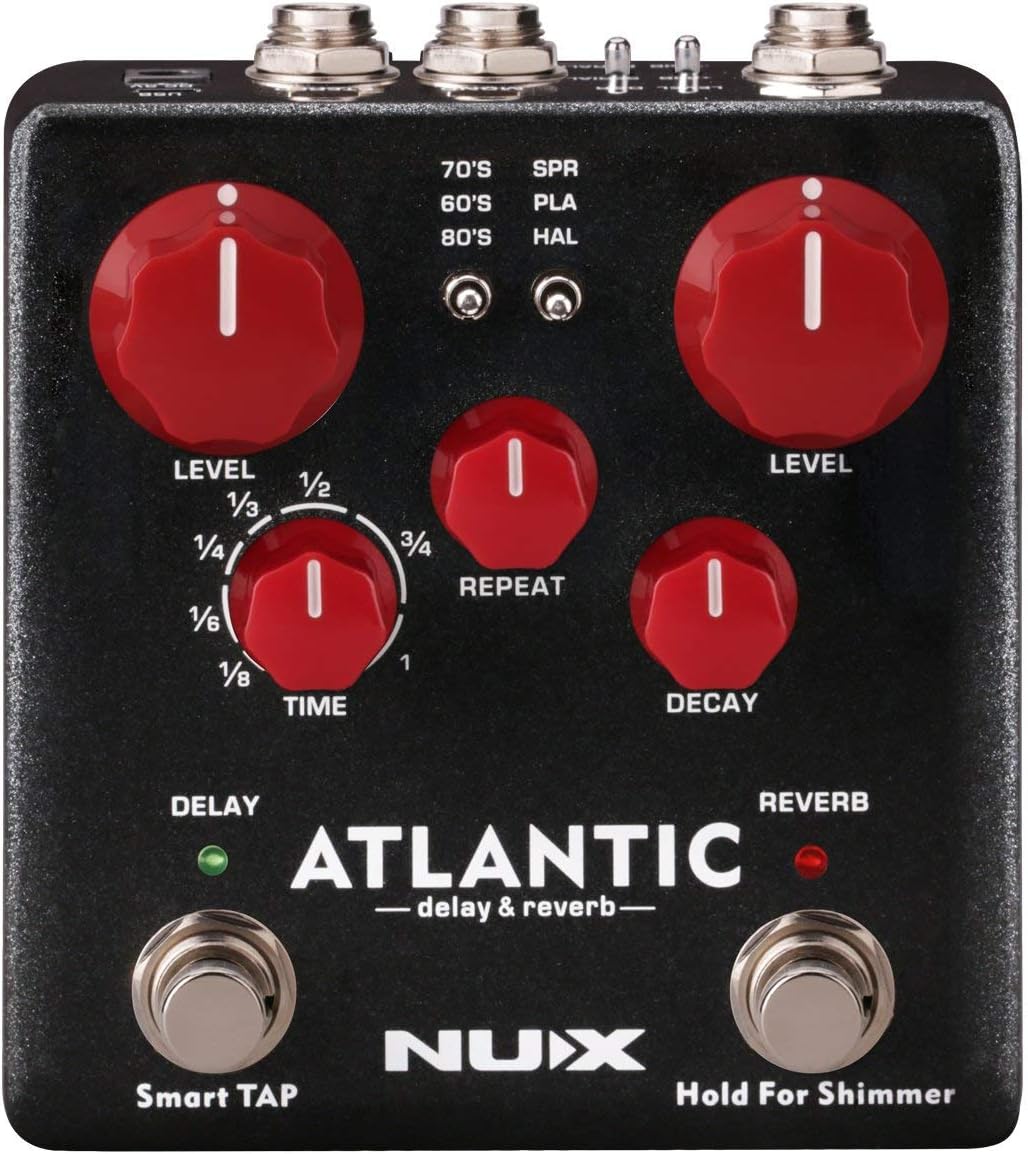 USB
70'S SPR
60'S PLA
80'S HAL
LEVEL
LEVEL
1/2
1/3
3/4
1/4
REPEAT
1/6
1/8
1
TIME
DECAY
DELAY
REVERB
ATLANTIC
delay & reverb
NUX
Smart TAP
Hold For Shimmer